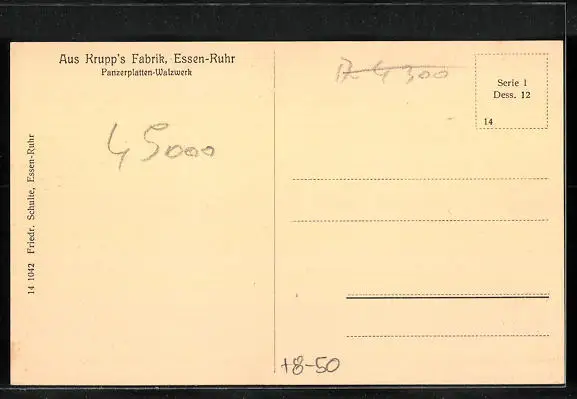 Aus Krupp's Fabrik, Essen-Ruhr
Panzerplatten-Walzwerk
45000
4300
Serie 1
Dess. 12
14
14 1042 Friedr. Schulte, Essen-Ruhr
+8-50